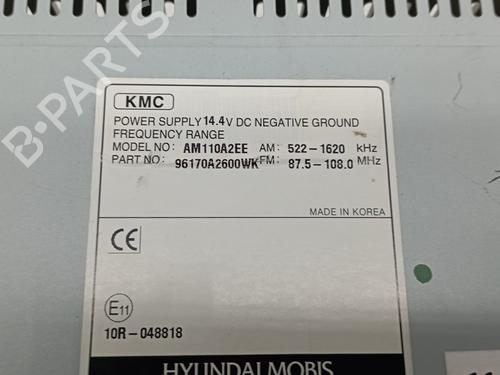 KMC
POWER SUPPLY 14.4V DC NEGATIVE GROUND
FREQUENCY RANGE
MODEL NO: AM110A2EE AM: 522-1620 kHz
PART NO: 96170A2600WK FM: 87.5-108.0 MHz
MADE IN KOREA
CE
E11
10R-048818
HYUNDAI MOBIS
B-PARTS